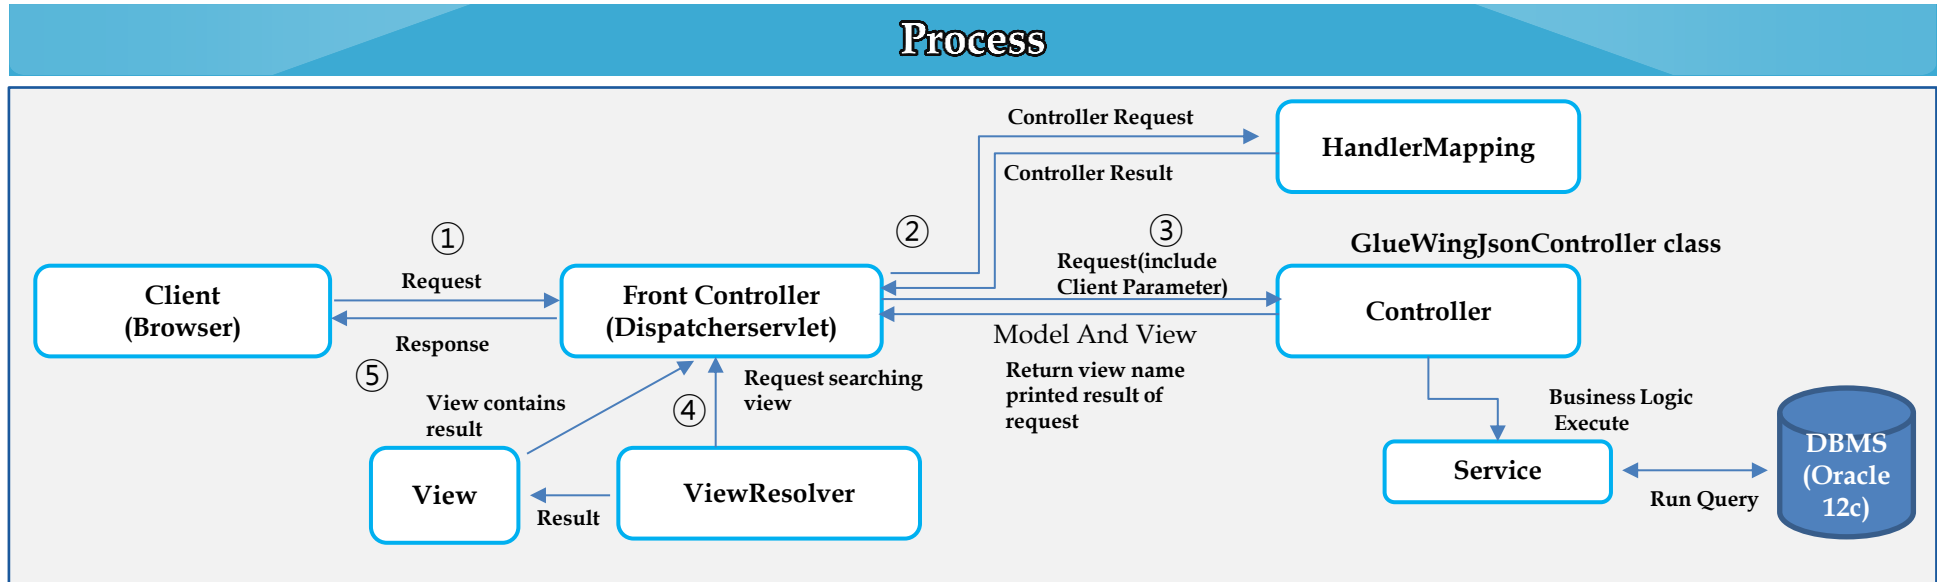 Process
Controller Request
HandlerMapping
Controller Result
①
②
③
GlueWingJsonController class
Request(include
Client Parameter)
Client
(Browser)
Request
Front Controller
(Dispatcherservlet)
Controller
Response
Model And View
⑤
Request searching
view
Return view name
printed result of
request
View contains
result
④
Business Logic
Execute
View
Result
ViewResolver
Service
Run Query
DBMS
(Oracle
12c)